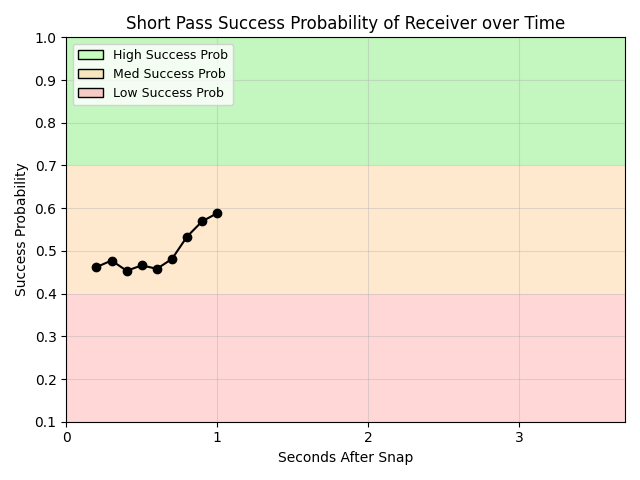 Short Pass Success Probability of Receiver over Time
1.0
0.9
0.8
0.7
0.6
0.5
0.4
0.3
0.2
0.1
Success Probability
High Success Prob
Med Success Prob
Low Success Prob
0 1 2 3
Seconds After Snap